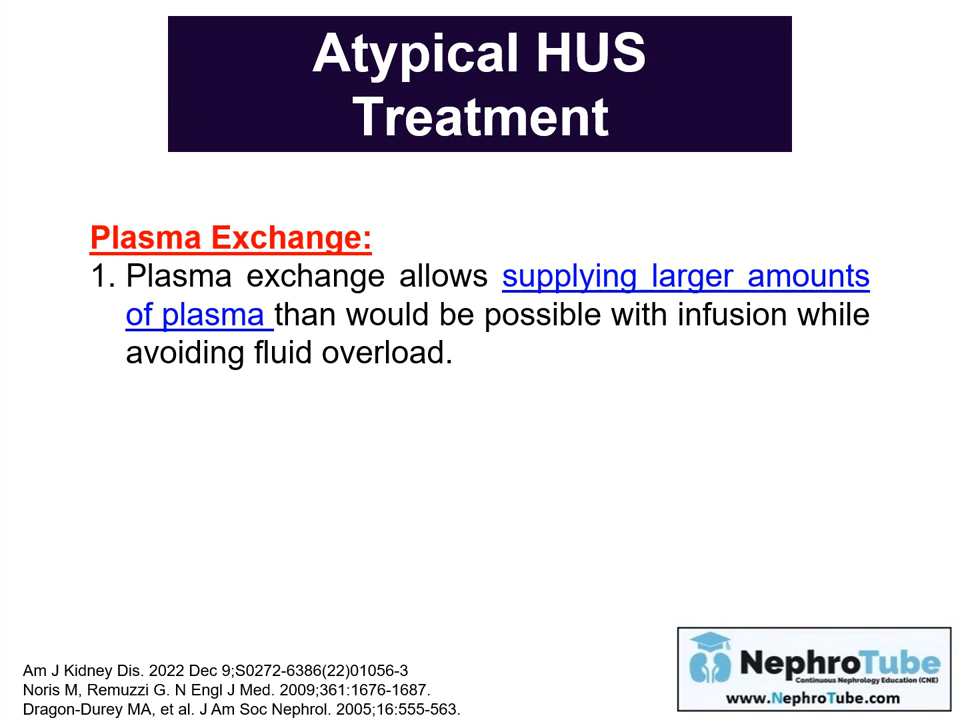 Atypical HUS
Treatment
Plasma Exchange:
1. Plasma exchange allows supplying larger amounts
of plasma than would be possible with infusion while
avoiding fluid overload.
Am J Kidney Dis. 2022 Dec 9;S0272-6386(22)01056-3
Noris M, Remuzzi G. N Engl J Med. 2009;361:1676-1687.
Dragon-Durey MA, et al. J Am Soc Nephrol. 2005;16:555-563.
NephroTube
Continuous Nephrology Education (CNE)
www.NephroTube.com